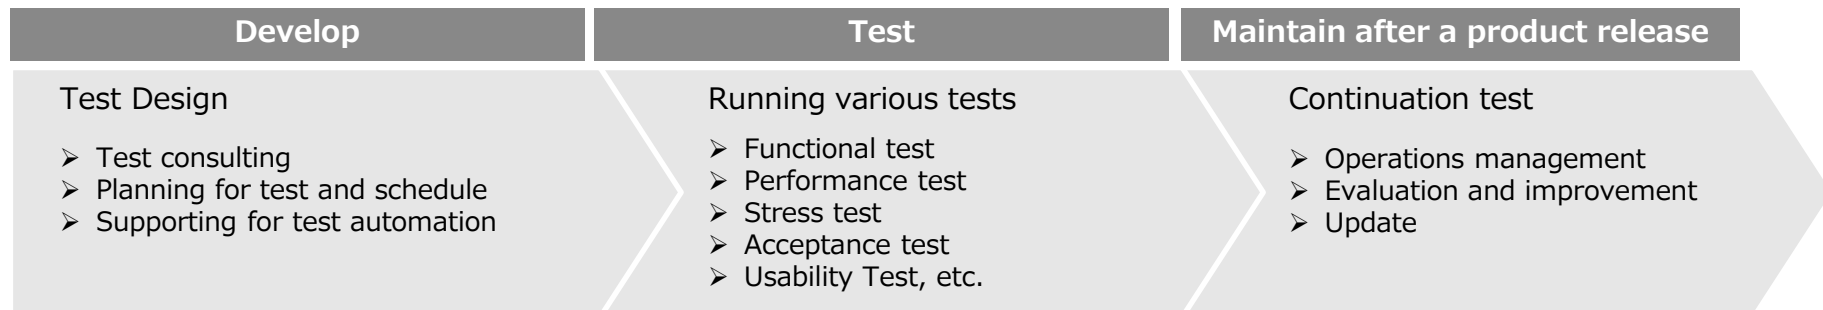 Develop
Test Design
➢ Test consulting
➢ Planning for test and schedule
➢ Supporting for test automation
Test
Running various tests
➢ Functional test
➢ Performance test
➢ Stress test
➢ Acceptance test
➢ Usability Test, etc.
Maintain after a product release
Continuation test
➢ Operations management
➢ Evaluation and improvement
➢ Update